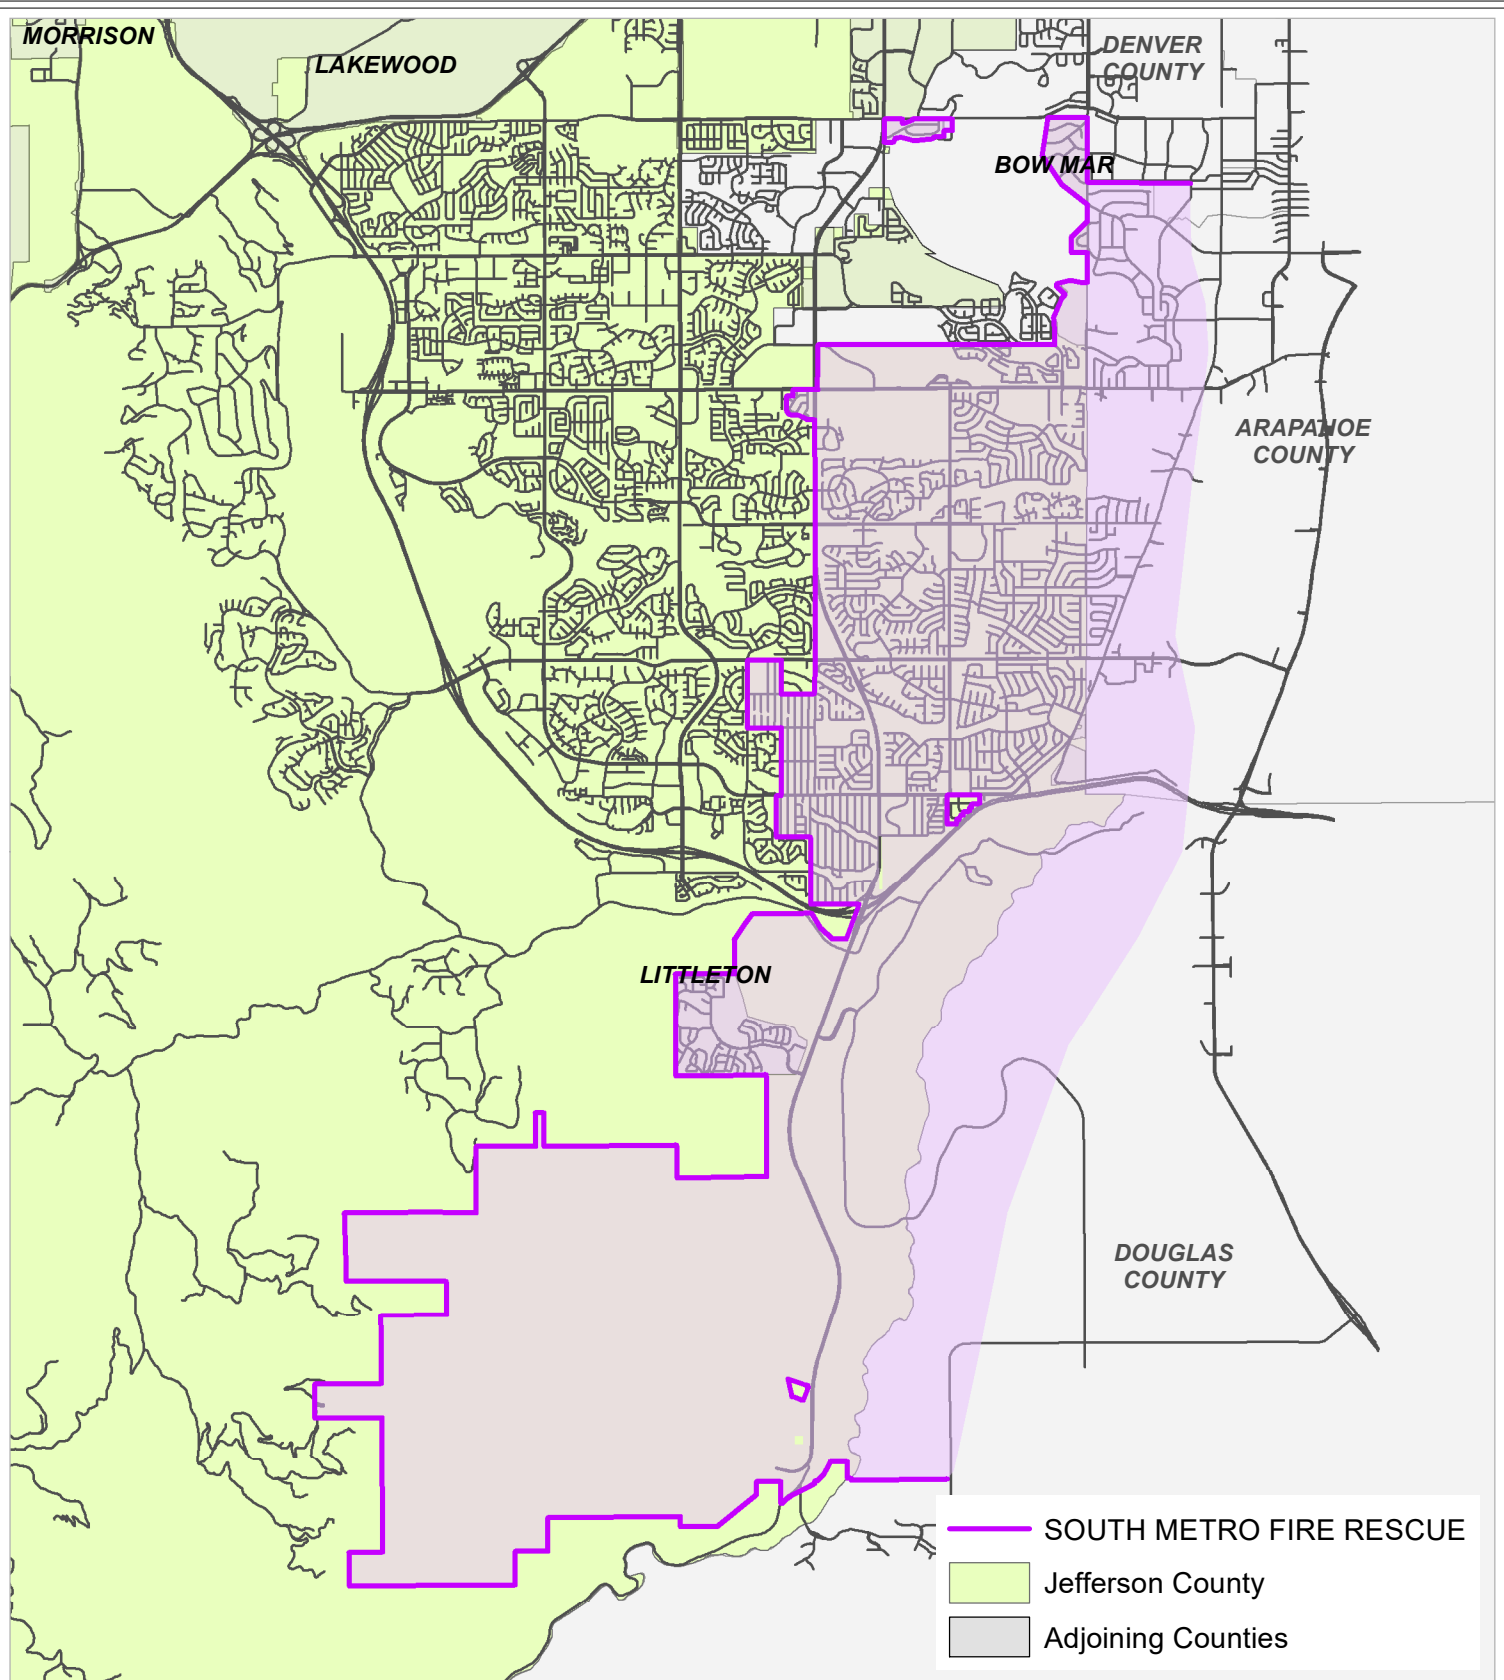 MORRISON
LAKEWOOD
DENVER
COUNTY
BOW MAR
ARAPAHOE
COUNTY
LITTLETON
DOUGLAS
COUNTY
SOUTH METRO FIRE RESCUE
Jefferson County
Adjoining Counties